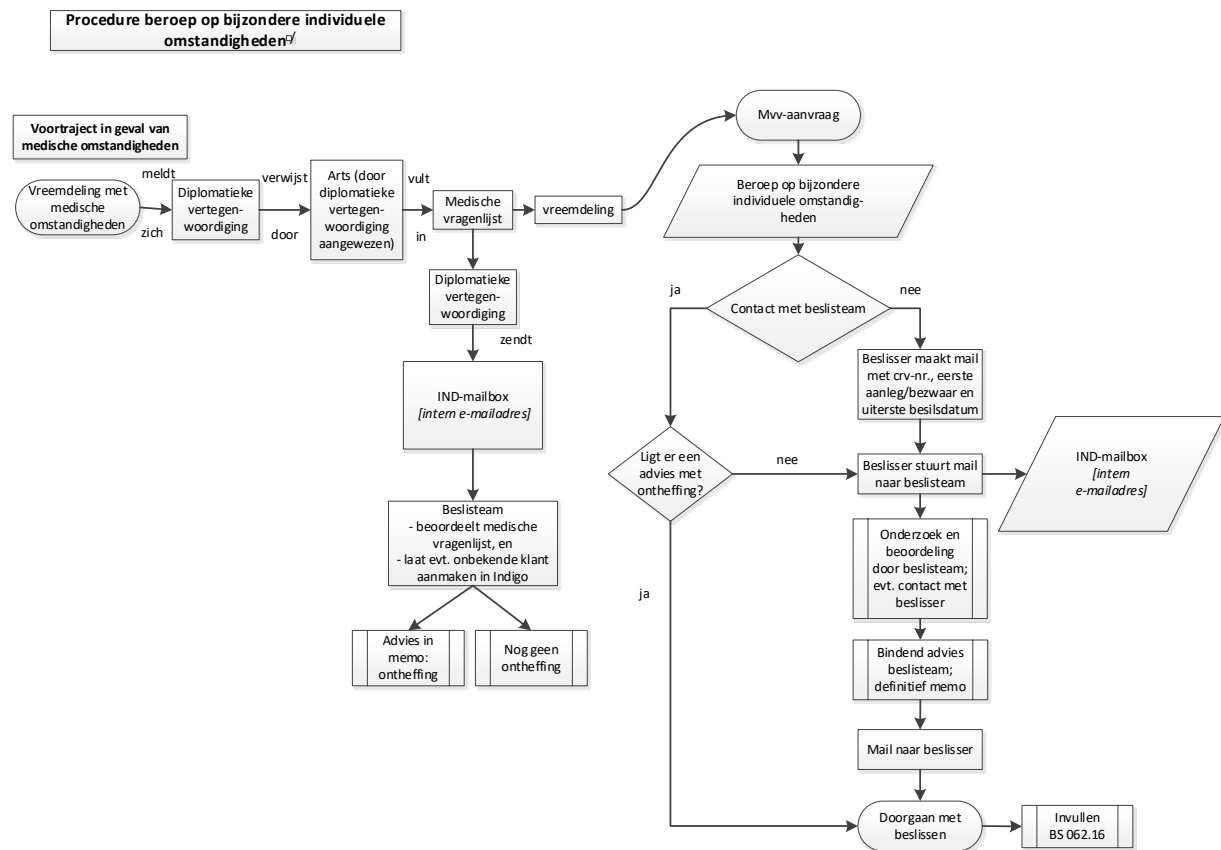 Procedure beroep op bijzondere individuele
omstandigheden
Voortraject in geval van
medische omstandigheden
Vreemdeling met
medische
omstandigheden
meldt
zich
Diplomatieke
vertegen-
woordiging
verwijst
door
Arts (door
diplomatieke
vertegen-
woordiging
aangewezen)
vult
in
Medische
vragenlijst
vreemdeling
Diplomatieke
vertegen-
woordiging
zendt
IND-mailbox
[intern e-mailadres]
Beslisteam
- beoordeelt medische
vragenlijst, en
- laat evt. onbekende klant
aanmaken in Indigo
Advies in
memo:
ontheffing
Nog geen
ontheffing
Mvv-aanvraag
Beroep op bijzondere
individuele omstandig-
heden
Contact met beslisteam
ja
nee
Beslisser maakt mail
met crv-nr., eerste
aanleg/bezwaar en
uiterste besilsdatum
Ligt er een
advies met
ontheffing?
nee
Beslisser stuurt mail
naar beslisteam
IND-mailbox
[intern
e-mailadres]
Onderzoek en
beoordeling
door beslisteam;
evt. contact met
beslisser
ja
Bindend advies
beslisteam;
definitief memo
Mail naar beslisser
Doorgaan met
beslissen
Invullen
BS 062.16